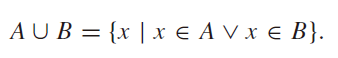 A ∪ B = {x | x ∈ A ∨ x ∈ B}.